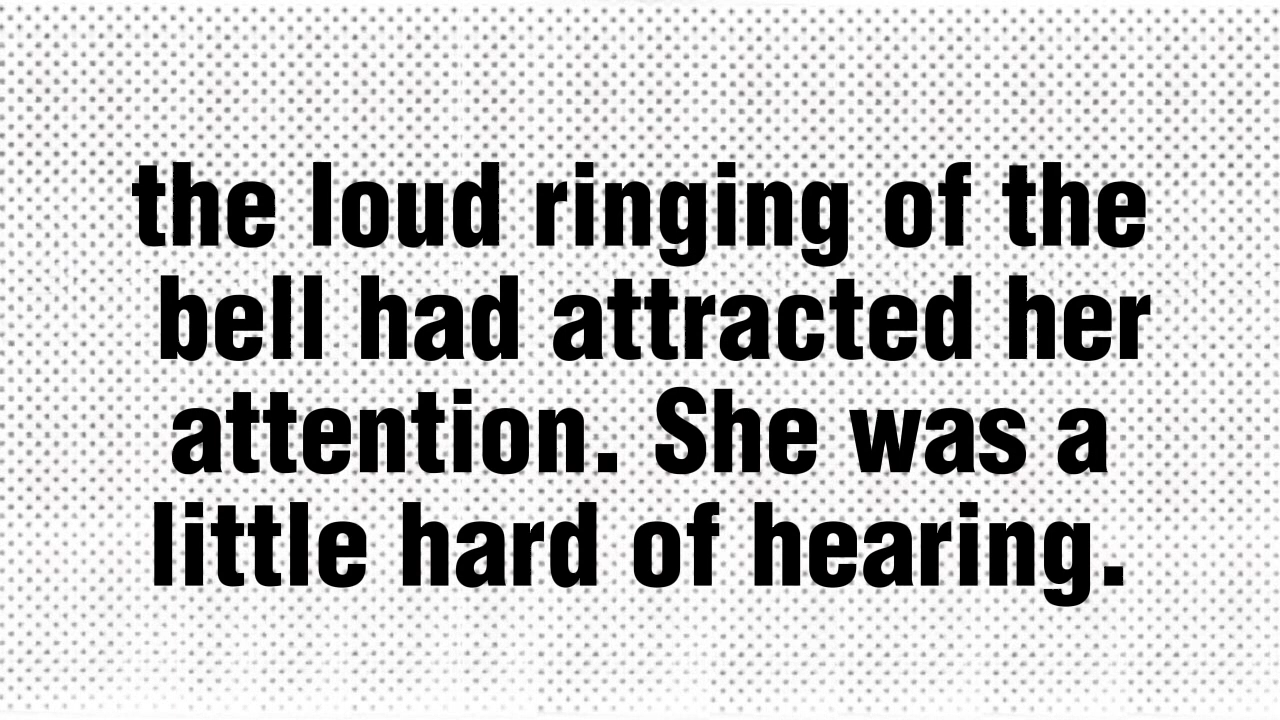 the loud ringing of the
bell had attracted her
attention. She was a
little hard of hearing.